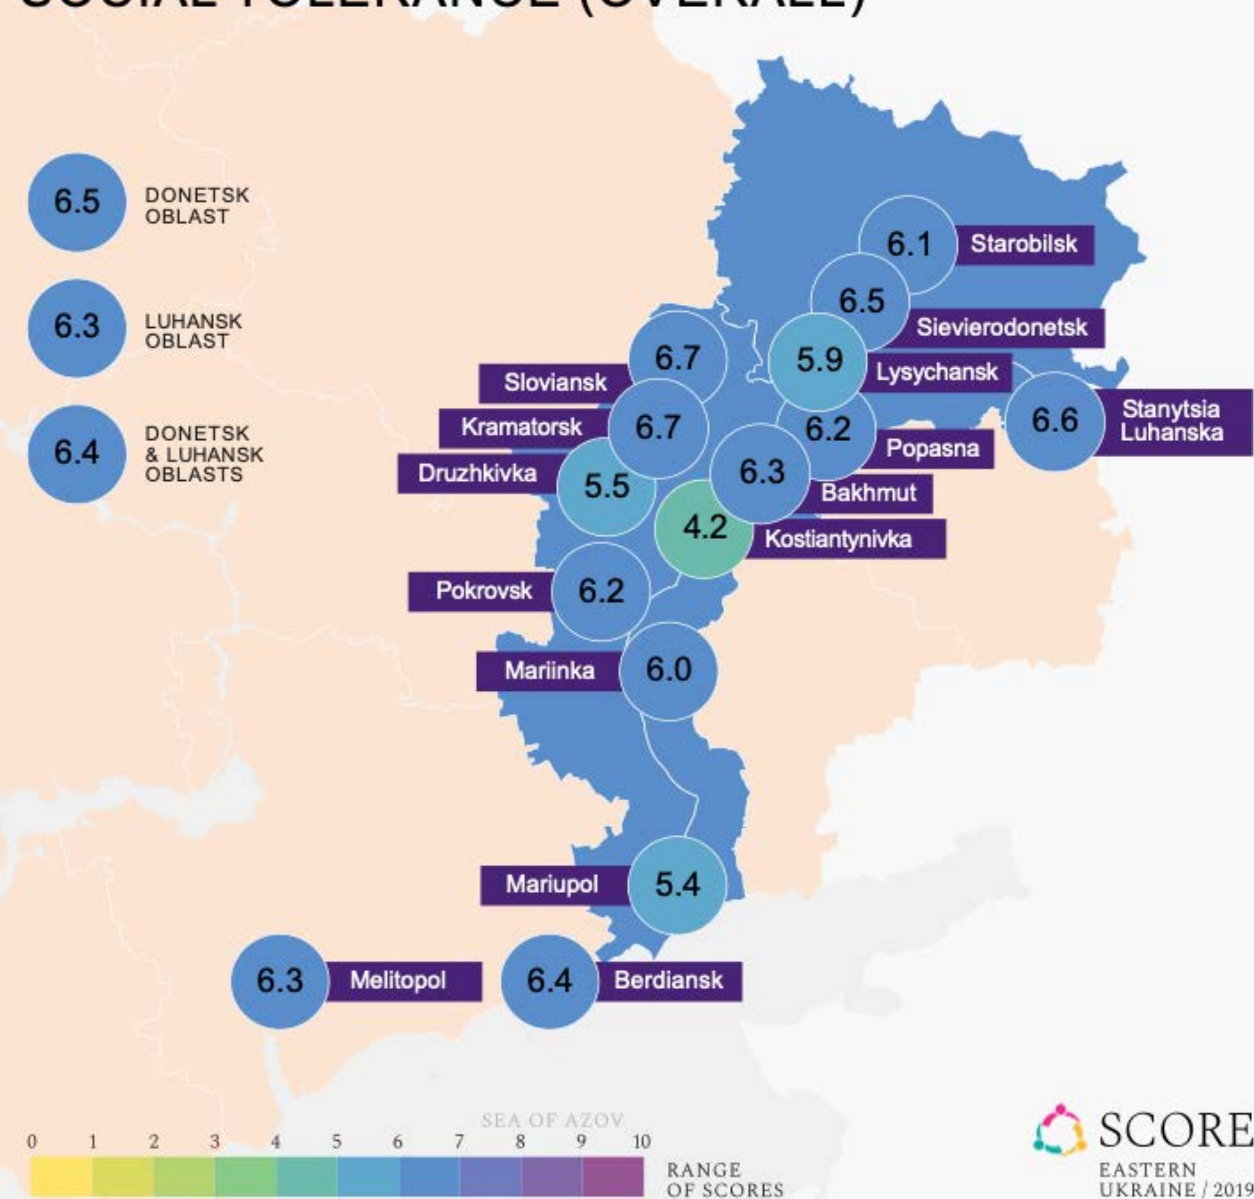 SOCIAL TOLERANCE (OVERALL)
6.5
DONETSK
OBLAST
6.3
LUHANSK
OBLAST
6.4
DONETSK
& LUHANSK
OBLASTS
6.1
Starobilsk
6.5
Sievierodonetsk
6.7
Sloviansk
5.9
Lysychansk
6.6
Stanytsia
Luhanska
Kramatorsk
6.7
6.2
Popasna
Druzhkivka
5.5
6.3
Bakhmut
4.2
Kostiantynivka
Pokrovsk
6.2
Mariinka
6.0
Mariupol
5.4
6.3
Melitopol
6.4
Berdiansk
SEA OF AZOV
0 1 2 3 4 5 6 7 8 9 10
RANGE
OF SCORES
SCORE
EASTERN
UKRAINE / 2019